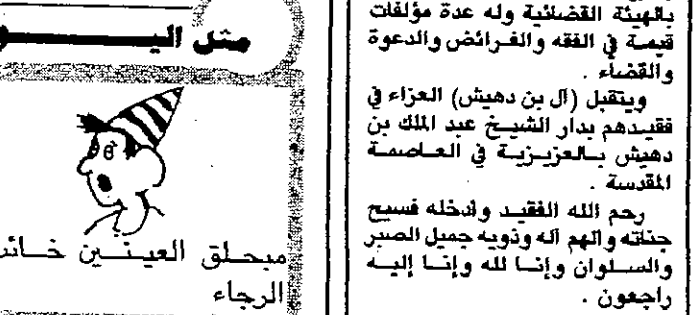 بالهيئة القضائية وله عدة مؤلفات
قيمة في الفقه والفرائض والدعوة
والقضاء .
ويتقبل (آل بن دهيش) العزاء في
فقيدهم بدار الشيخ عبد الملك بن
دهيش بالعزيزية في العاصمة
المقدسة .
رحم الله الفقيد وأدخله فسيح
جناته وألهم آله وذويه جميل الصبر
والسلوان وإنا لله وإنا إليه
راجعون .
مثل اليـــو
مبحلق العينين خائـ
الرجاء